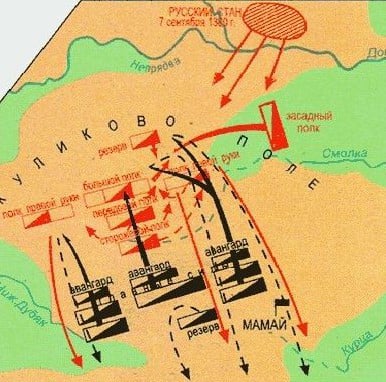 РУССКИЙ СТАН
7 сентября 1380 г.
Непрядва
До
засадный
полк
КУЛИКОВО
ПОЛЕ
резерв
Смолка
полк левой руки
большой полк
полк правой руки
передовой полк
сторожевой полк
авангард
авангард
авангард
резерв
МАМАЙ
Ниж. Дубяк
Курца